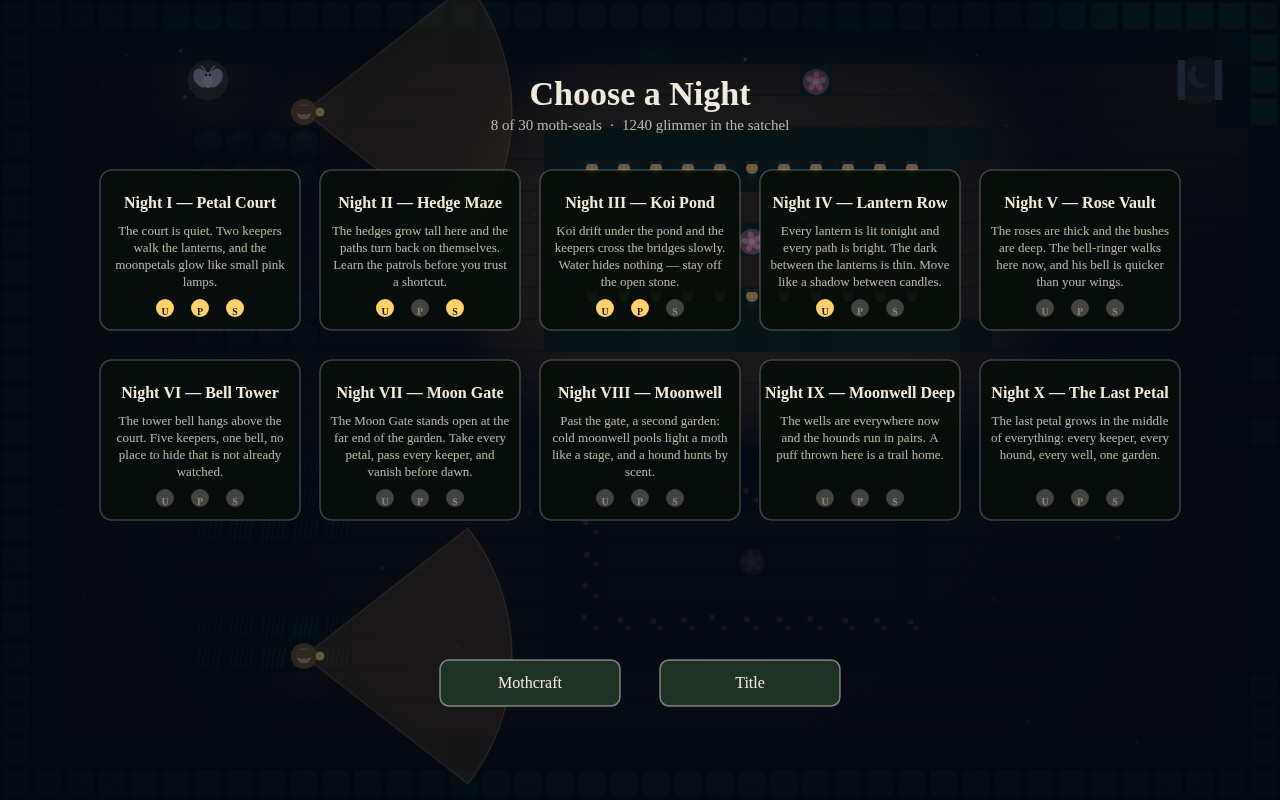 Choose a Night
8 of 30 moth-seals · 1240 glimmer in the satchel
Night I — Petal Court
The court is quiet. Two keepers
walk the lanterns, and the
moonpetals glow like small pink
lamps.
U P S
Night II — Hedge Maze
The hedges grow tall here and the
paths turn back on themselves.
Learn the patrols before you trust
a shortcut.
U P S
Night III — Koi Pond
Koi drift under the pond and the
keepers cross the bridges slowly.
Water hides nothing — stay off
the open stone.
U P S
Night IV — Lantern Row
Every lantern is lit tonight and
every path is bright. The dark
between the lanterns is thin. Move
like a shadow between candles.
U P S
Night V — Rose Vault
The roses are thick and the bushes
are deep. The bell-ringer walks
here now, and his bell is quicker
than your wings.
U P S
Night VI — Bell Tower
The tower bell hangs above the
court. Five keepers, one bell, no
place to hide that is not already
watched.
U P S
Night VII — Moon Gate
The Moon Gate stands open at the
far end of the garden. Take every
petal, pass every keeper, and
vanish before dawn.
U P S
Night VIII — Moonwell
Past the gate, a second garden:
cold moonwell pools light a moth
like a stage, and a hound hunts by
scent.
U P S
Night IX — Moonwell Deep
The wells are everywhere now
and the hounds run in pairs. A
puff thrown here is a trail home.
U P S
Night X — The Last Petal
The last petal grows in the middle
of everything: every keeper, every
hound, every well, one garden.
U P S
Mothcraft
Title